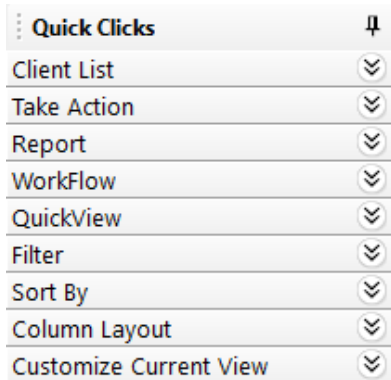 Quick Clicks
Client List
Take Action
Report
WorkFlow
QuickView
Filter
Sort By
Column Layout
Customize Current View